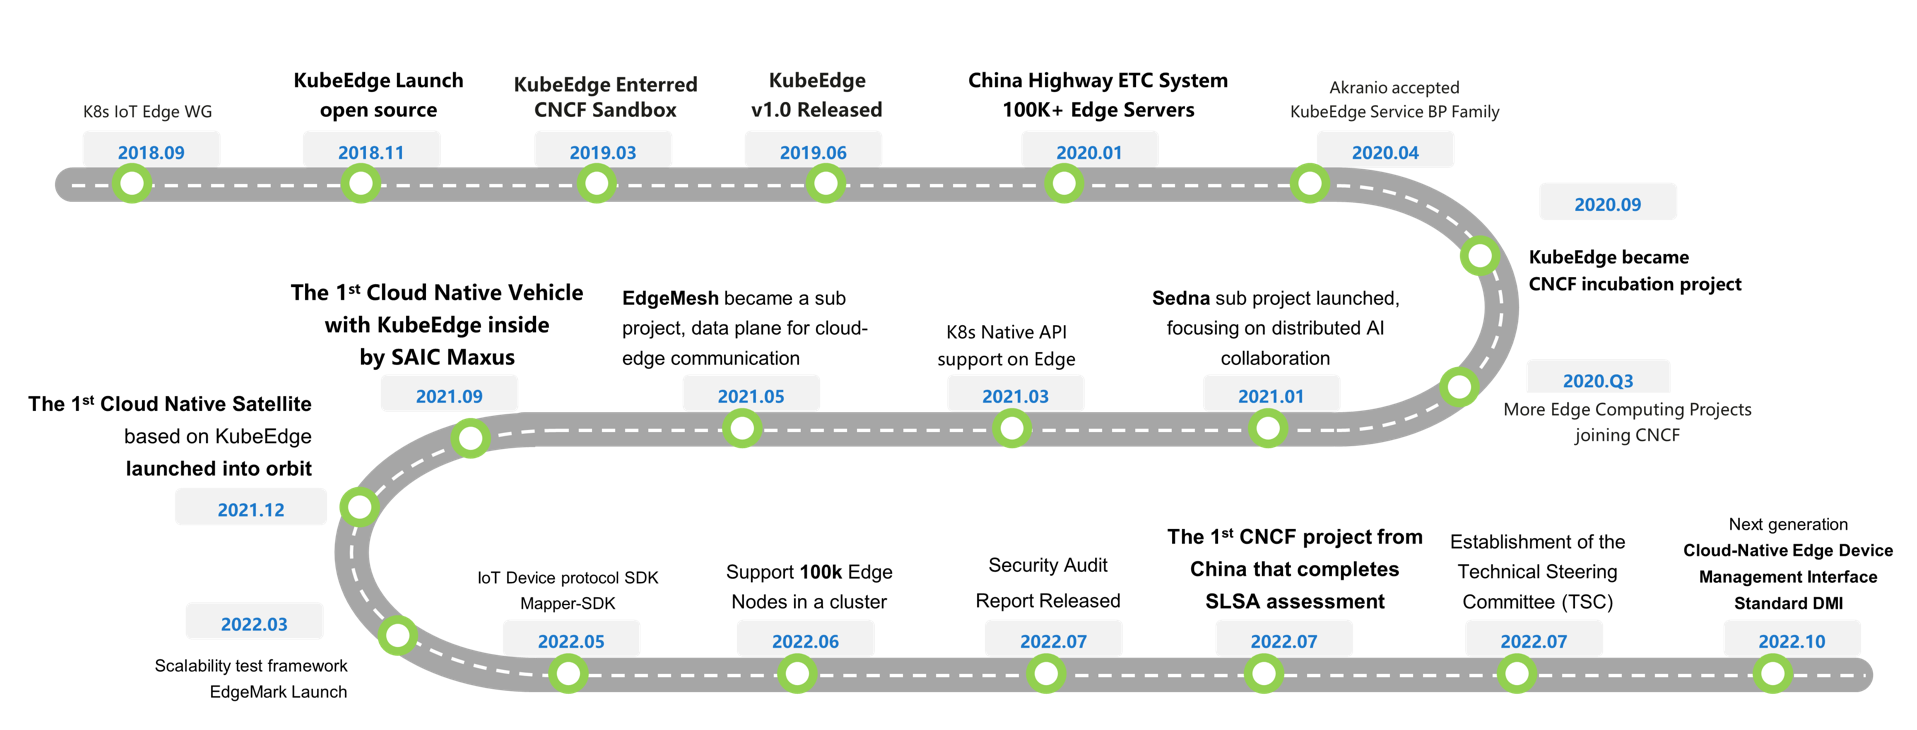 K8s IoT Edge WG
2018.09
KubeEdge Launch
open source
2018.11
KubeEdge Enterred
CNCF Sandbox
2019.03
KubeEdge
v1.0 Released
2019.06
China Highway ETC System
100K+ Edge Servers
2020.01
Akranio accepted
KubeEdge Service BP Family
2020.04
2020.09
KubeEdge became
CNCF incubation project
2020.Q3
More Edge Computing Projects
joining CNCF
Sedna sub project launched,
focusing on distributed AI
collaboration
2021.01
K8s Native API
support on Edge
2021.03
EdgeMesh became a sub
project, data plane for cloud-
edge communication
2021.05
The 1st Cloud Native Vehicle
with KubeEdge inside
by SAIC Maxus
2021.09
The 1st Cloud Native Satellite
based on KubeEdge
launched into orbit
2021.12
2022.03
Scalability test framework
EdgeMark Launch
IoT Device protocol SDK
Mapper-SDK
2022.05
Support 100k Edge
Nodes in a cluster
2022.06
Security Audit
Report Released
2022.07
The 1st CNCF project from
China that completes
SLSA assessment
2022.07
Establishment of the
Technical Steering
Committee (TSC)
2022.07
Next generation
Cloud-Native Edge Device
Management Interface
Standard DMI
2022.10